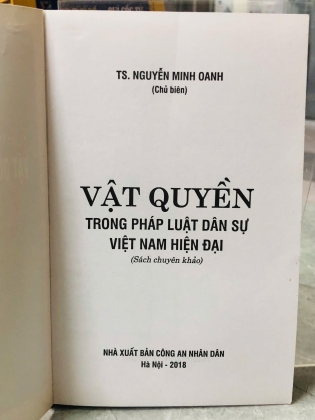 TS. NGUYỄN MINH OANH
(Chủ biên)
VẬT QUYỀN
TRONG PHÁP LUẬT DÂN SỰ
VIỆT NAM HIỆN ĐẠI
(Sách chuyên khảo)
NHÀ XUẤT BẢN CÔNG AN NHÂN DÂN
Hà Nội - 2018